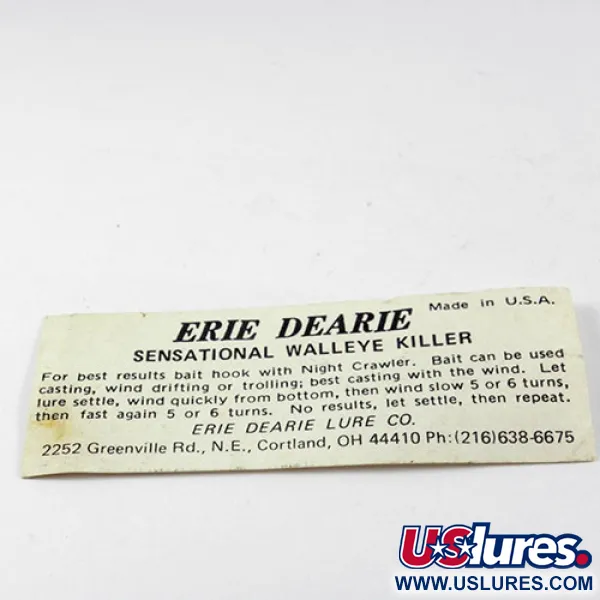 Made in U.S.A.
ERIE DEARIE
SENSATIONAL WALLEYE KILLER
For best results bait hook with Night Crawler. Bait can be used
casting, wind drifting or trolling; best casting with the wind. Let
lure settle, wind quickly from bottom, then wind slow 5 or 6 turns,
then fast again 5 or 6 turns. No results, let settle, then repeat.
ERIE DEARIE LURE CO.
2252 Greenville Rd., N.E., Cortland, OH 44410 Ph:(216)638-6675
USlures.
WWW.USLURES.COM